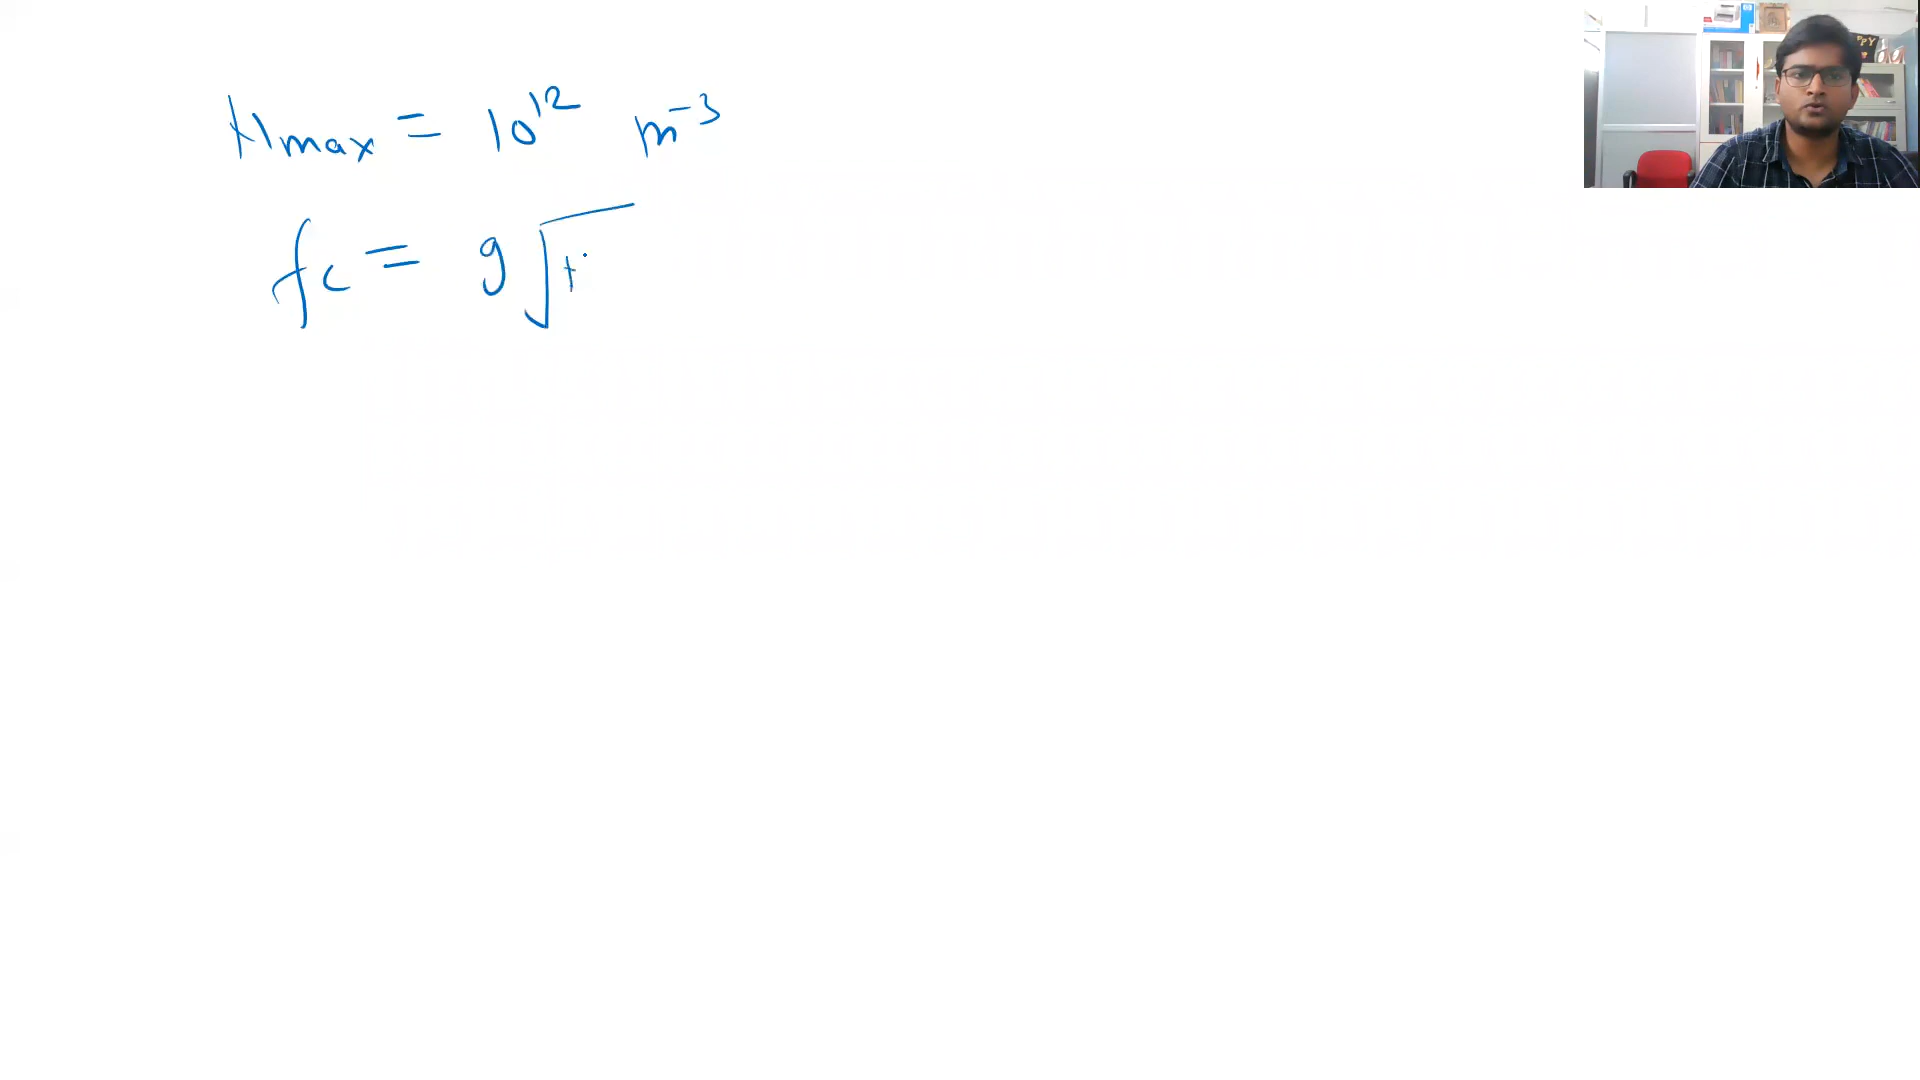 Nmax = 10^12 m^-3
fc = 9√